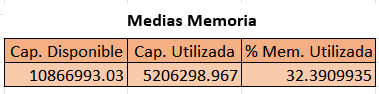 Medias Memoria
Cap. Disponible Cap. Utilizada % Mem. Utilizada
10866993.03 5206298.967 32.3909935